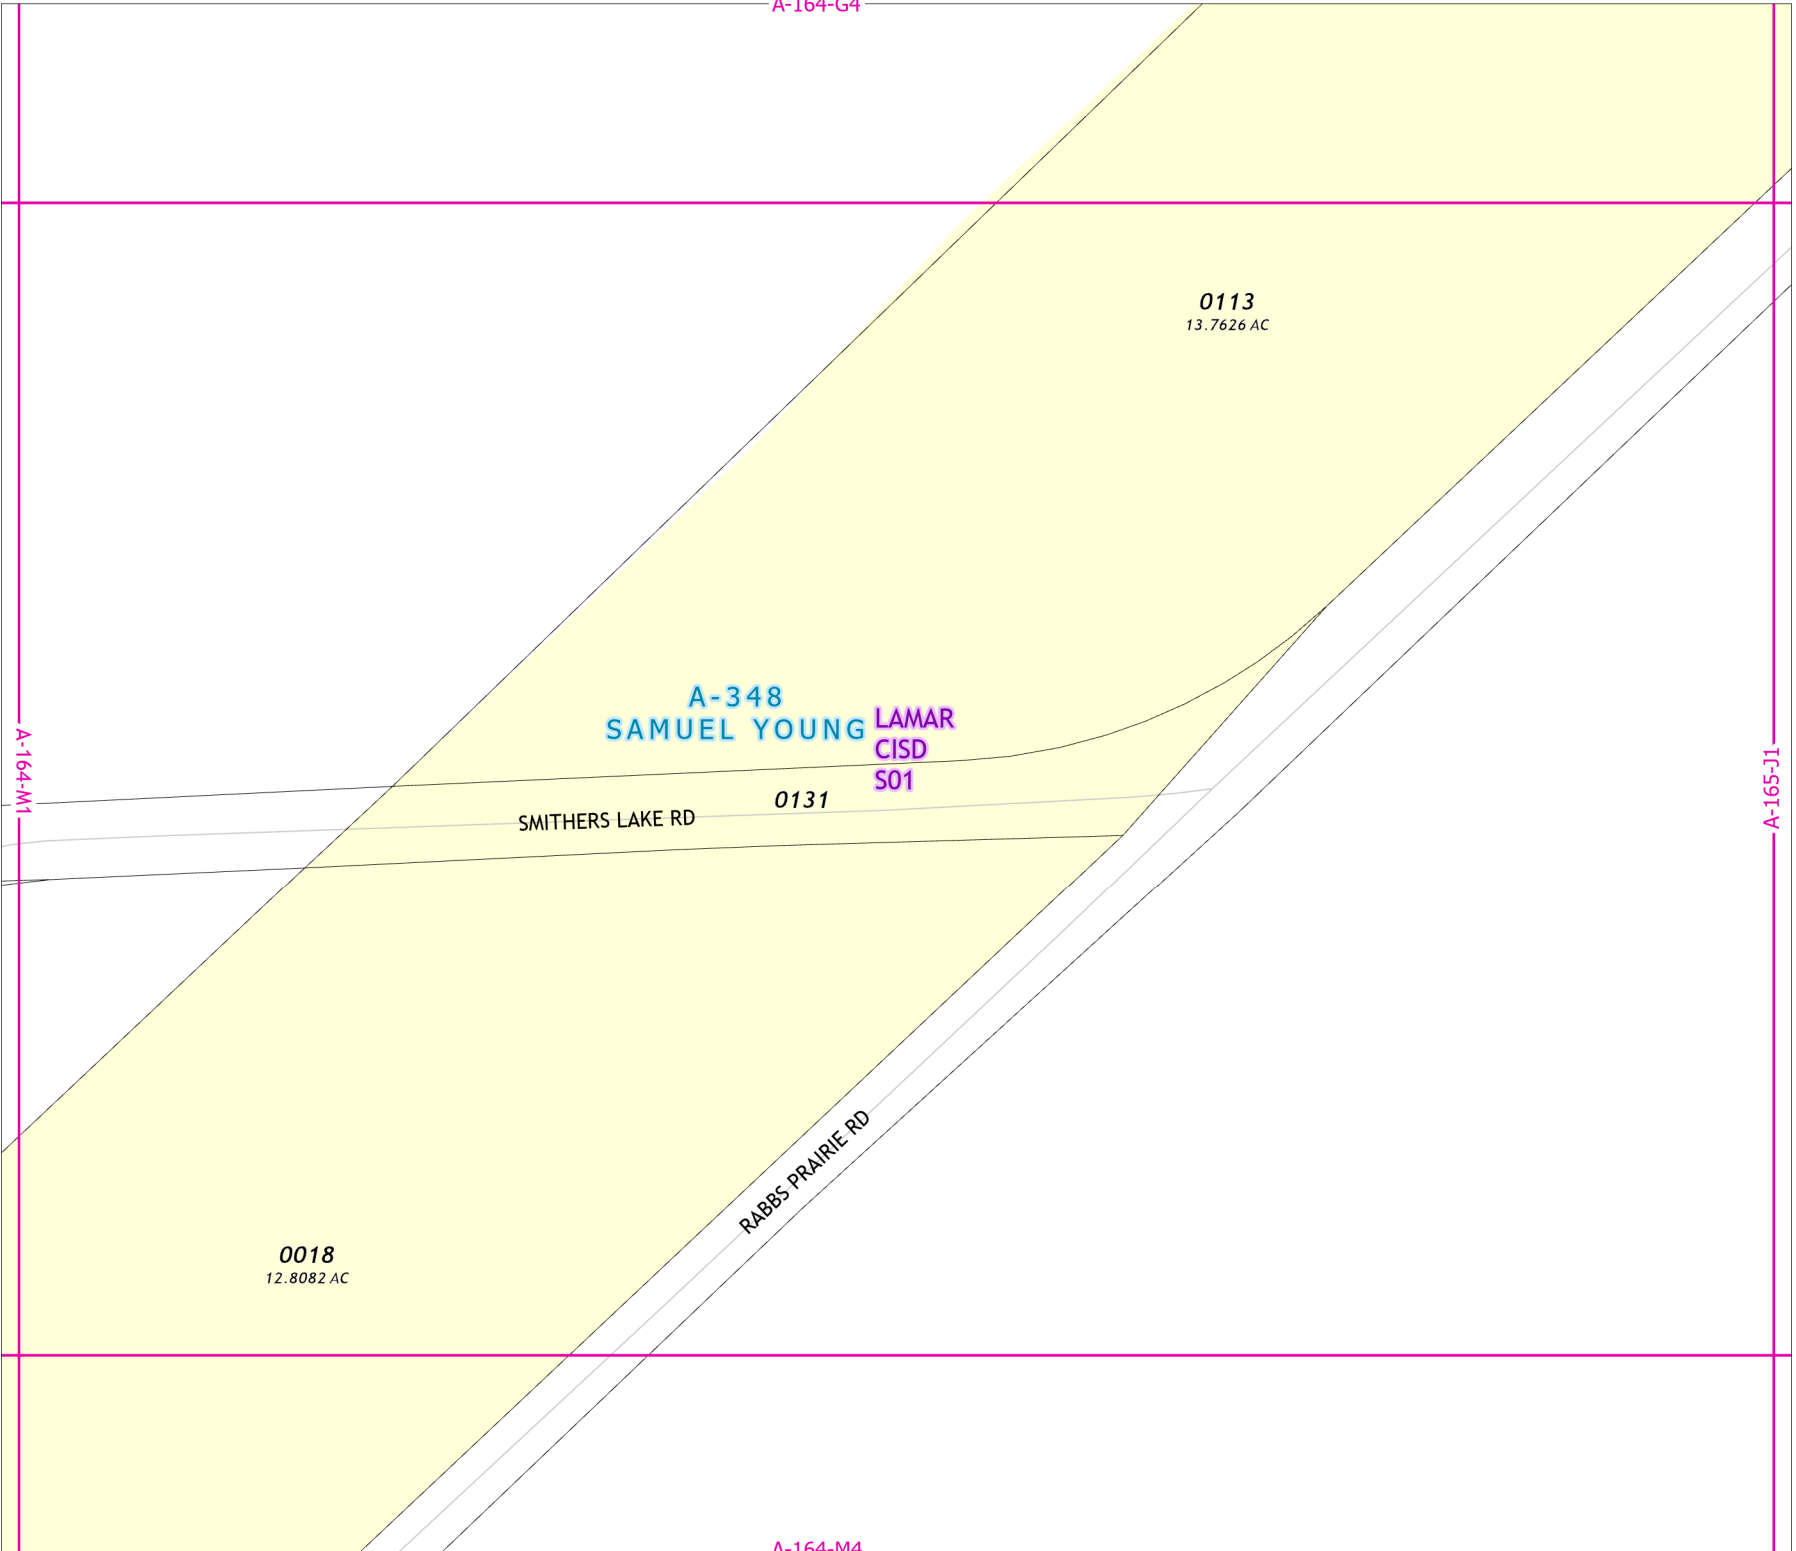 A-164-G4
0113
13.7626 AC
A-348
SAMUEL YOUNG
LAMAR
CISD
S01
A-164-M1
A-165-J1
0131
SMITHERS LAKE RD
RABBS PRAIRIE RD
0018
12.8082 AC
A-164-M4